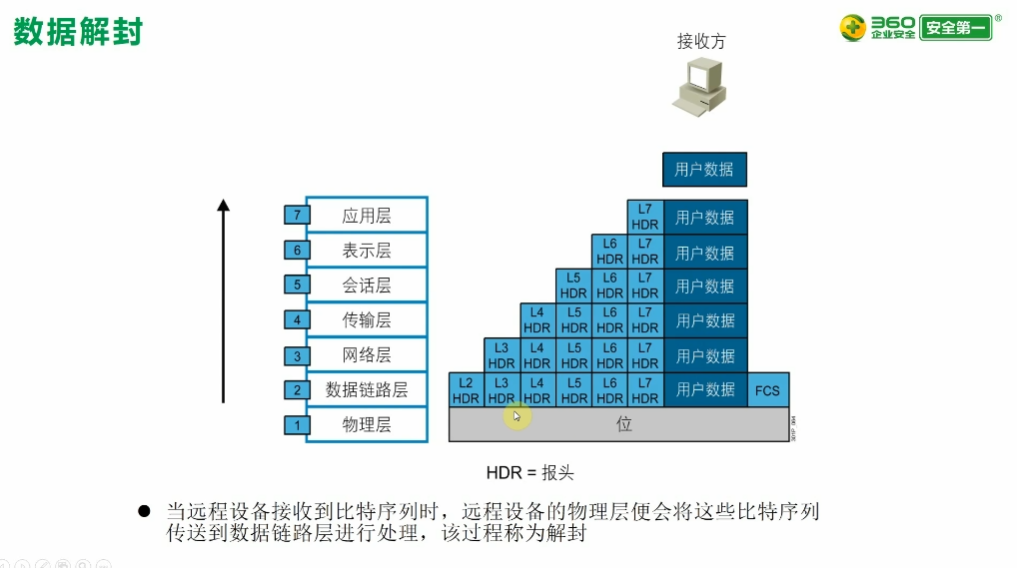 数据解封
360
企业安全
安全第一
®
接收方
用户数据
7 应用层 L7 HDR 用户数据
6 表示层 L6 HDR L7 HDR 用户数据
5 会话层 L5 HDR L6 HDR L7 HDR 用户数据
4 传输层 L4 HDR L5 HDR L6 HDR L7 HDR 用户数据
3 网络层 L3 HDR L4 HDR L5 HDR L6 HDR L7 HDR 用户数据
2 数据链路层 L2 HDR L3 HDR L4 HDR L5 HDR L6 HDR L7 HDR 用户数据 FCS
1 物理层 位
HDR = 报头
● 当远程设备接收到比特序列时，远程设备的物理层便会将这些比特序列
传送到数据链路层进行处理，该过程称为解封